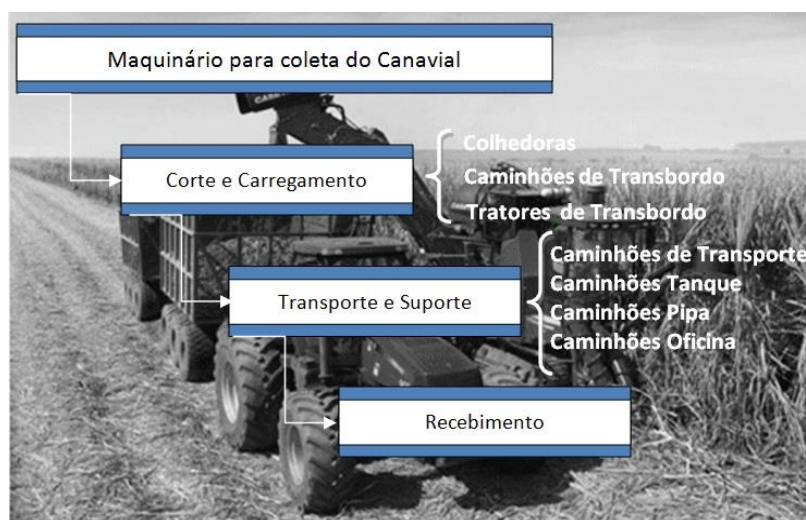 Maquinário para coleta do Canavial
Corte e Carregamento
Colhedoras
Caminhões de Transbordo
Tratores de Transbordo
Transporte e Suporte
Caminhões de Transporte
Caminhões Tanque
Caminhões Pipa
Caminhões Oficina
Recebimento